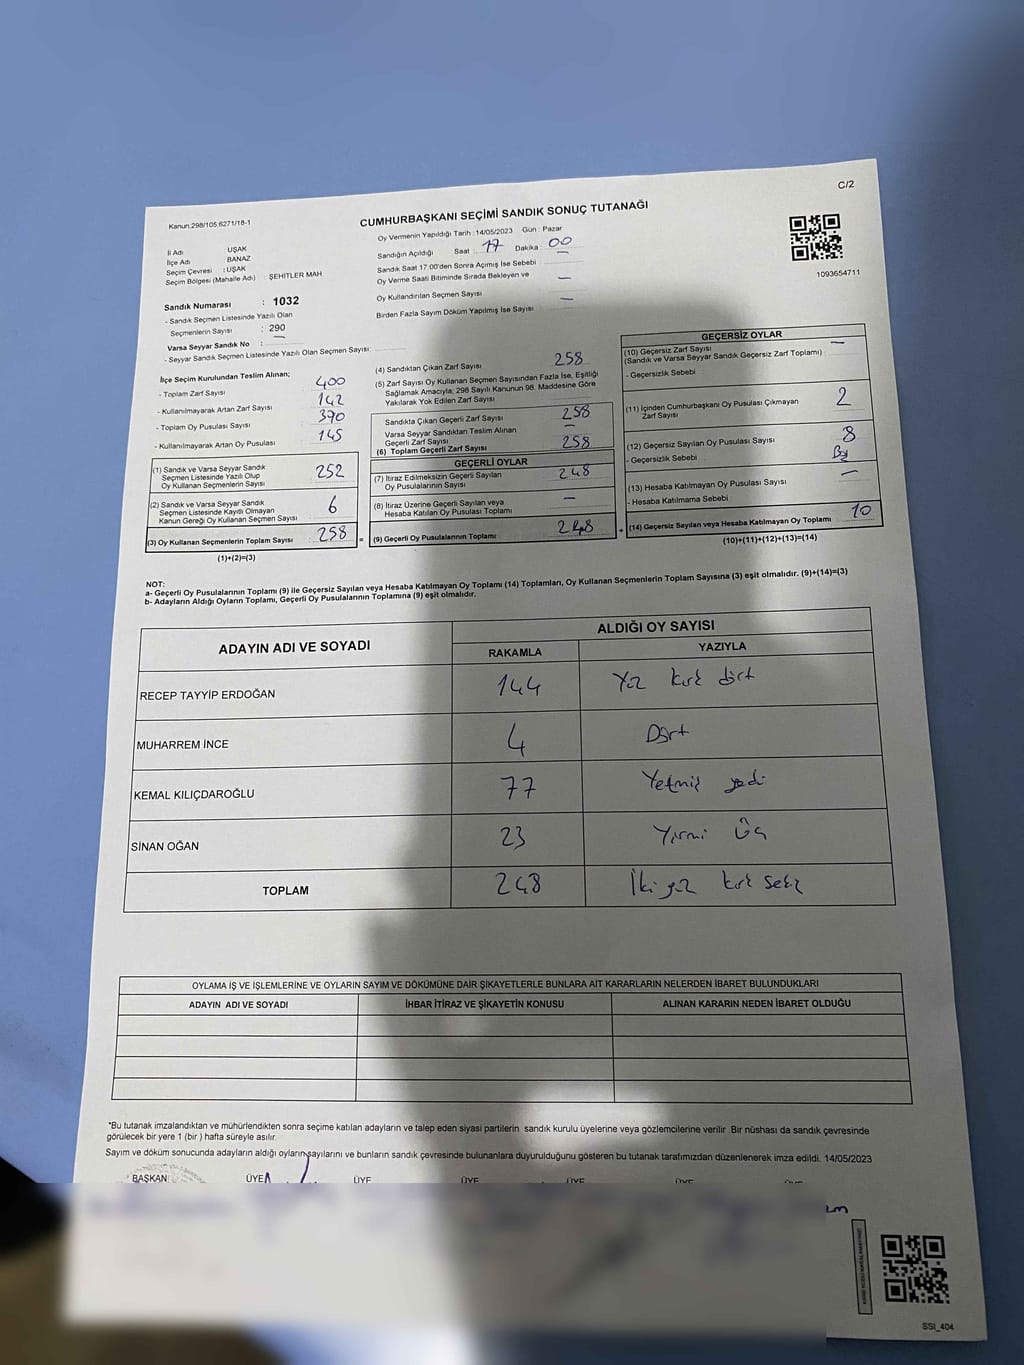 C/2
Kanun:298/105,6271/18-1
CUMHURBAŞKANI SEÇİMİ SANDIK SONUÇ TUTANAĞI
1093654711
İl Adı : UŞAK
İlçe Adı : BANAZ
Seçim Çevresi : UŞAK
Seçim Bölgesi (Mahalle Adı) : ŞEHİTLER MAH
Sandık Numarası : 1032
- Sandık Seçmen Listesinde Yazılı Olan
Seçmenlerin Sayısı : 290
Varsa Seyyar Sandık No : —
- Seyyar Sandık Seçmen Listesinde Yazılı Olan Seçmen Sayısı:
Oy Vermenin Yapıldığı Tarih : 14/05/2023 Gün : Pazar
Sandığın Açıldığı Saat : 17 Dakika : 00
Sandık Saat 17:00'den Sonra Açımış İse Sebebi : —
Oy Verme Saati Bitiminde Sırada Bekleyen ve
Oy Kullandırılan Seçmen Sayısı —
Birden Fazla Sayım Döküm Yapılmış İse Sayısı : —
İlçe Seçim Kurulundan Teslim Alınan;
- Toplam Zarf Sayısı 400
- Kullanılmayarak Artan Zarf Sayısı 142
- Toplam Oy Pusulası Sayısı 390
- Kullanılmayarak Artan Oy Pusulası 145
(1) Sandık ve Varsa Seyyar Sandık
Seçmen Listesinde Yazılı Olup
Oy Kullanan Seçmenlerin Sayısı 252
(2) Sandık ve Varsa Seyyar Sandık
Seçmen Listesinde Kayıtlı Olmayan
Kanun Gereği Oy Kullanan Seçmen Sayısı 6
(3) Oy Kullanan Seçmenlerin Toplam Sayısı 258
(1)+(2)=(3)
=
(4) Sandıktan Çıkan Zarf Sayısı 258
(5) Zarf Sayısı Oy Kullanan Seçmen Sayısından Fazla İse, Eşitliği
Sağlamak Amacıyla; 298 Sayılı Kanunun 98. Maddesine Göre
Yakılarak Yok Edilen Zarf Sayısı —
Sandıkta Çıkan Geçerli Zarf Sayısı 258
Varsa Seyyar Sandıktan Teslim Alınan
Geçerli Zarf Sayısı —
(6) Toplam Geçerli Zarf Sayısı 258
GEÇERLİ OYLAR
(7) İtiraz Edilmeksizin Geçerli Sayılan
Oy Pusulalarının Sayısı 248
(8) İtiraz Üzerine Geçerli Sayılan veya
Hesaba Katılan Oy Pusulası Toplamı —
(9) Geçerli Oy Pusulalarının Toplamı 248
+
GEÇERSİZ OYLAR
(10) Geçersiz Zarf Sayısı —
(Sandık ve Varsa Seyyar Sandık Geçersiz Zarf Toplamı)
- Geçersizlik Sebebi
(11) İçinden Cumhurbaşkanı Oy Pusulası Çıkmayan
Zarf Sayısı 2
(12) Geçersiz Sayılan Oy Pusulası Sayısı 8
- Geçersizlik Sebebi
(13) Hesaba Katılmayan Oy Pusulası Sayısı —
- Hesaba Katılmama Sebebi
(14) Geçersiz Sayılan veya Hesaba Katılmayan Oy Toplamı 10
(10)+(11)+(12)+(13)=(14)
NOT:
a- Geçerli Oy Pusulalarının Toplamı (9) ile Geçersiz Sayılan veya Hesaba Katılmayan Oy Toplamı (14) Toplamları, Oy Kullanan Seçmenlerin Toplam Sayısına (3) eşit olmalıdır. (9)+(14)=(3)
b- Adayların Aldığı Oyların Toplamı, Geçerli Oy Pusulalarının Toplamına (9) eşit olmalıdır.
ADAYIN ADI VE SOYADI ALDIĞI OY SAYISI
RAKAMLA YAZIYLA
RECEP TAYYİP ERDOĞAN 144 Yüz kırk dört
MUHARREM İNCE 4 Dört
KEMAL KILIÇDAROĞLU 77 Yetmiş yedi
SİNAN OĞAN 23 Yirmi Üç
TOPLAM 248 İki yüz kırk sekiz
OYLAMA İŞ VE İŞLEMLERİNE VE OYLARIN SAYIM VE DÖKÜMÜNE DAİR ŞİKAYETLERLE BUNLARA AİT KARARLARIN NELERDEN İBARET BULUNDUKLARI
ADAYIN ADI VE SOYADI İHBAR İTİRAZ VE ŞİKAYETİN KONUSU ALINAN KARARIN NEDEN İBARET OLDUĞU
*Bu tutanak imzalandıktan ve mühürlendikten sonra seçime katılan adayların ve talep eden siyasi partilerin sandık kurulu üyelerine veya gözlemcilerine verilir. Bir nüshası da sandık çevresinde
görülecek bir yere 1 (bir ) hafta süreyle asılır.
Sayım ve döküm sonucunda adayların aldığı oyların sayılarını ve bunların sandık çevresinde bulunanlara duyurulduğunu gösteren bu tutanak tarafımızdan düzenlenerek imza edildi. 14/05/2023
BAŞKAN: ÜYE ÜYE ÜYE ÜYE ÜYE ÜYE
SSI_404